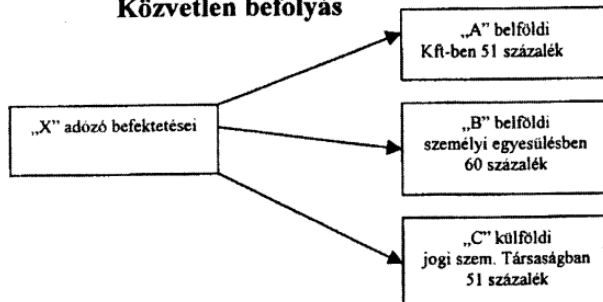 Közvetlen befolyás
„A” belföldi
Kft-ben 51 százalék
„X” adózó befektetései
„B” belföldi
személyi egyesülésben
60 százalék
„C” külföldi
jogi szem. Társaságban
51 százalék